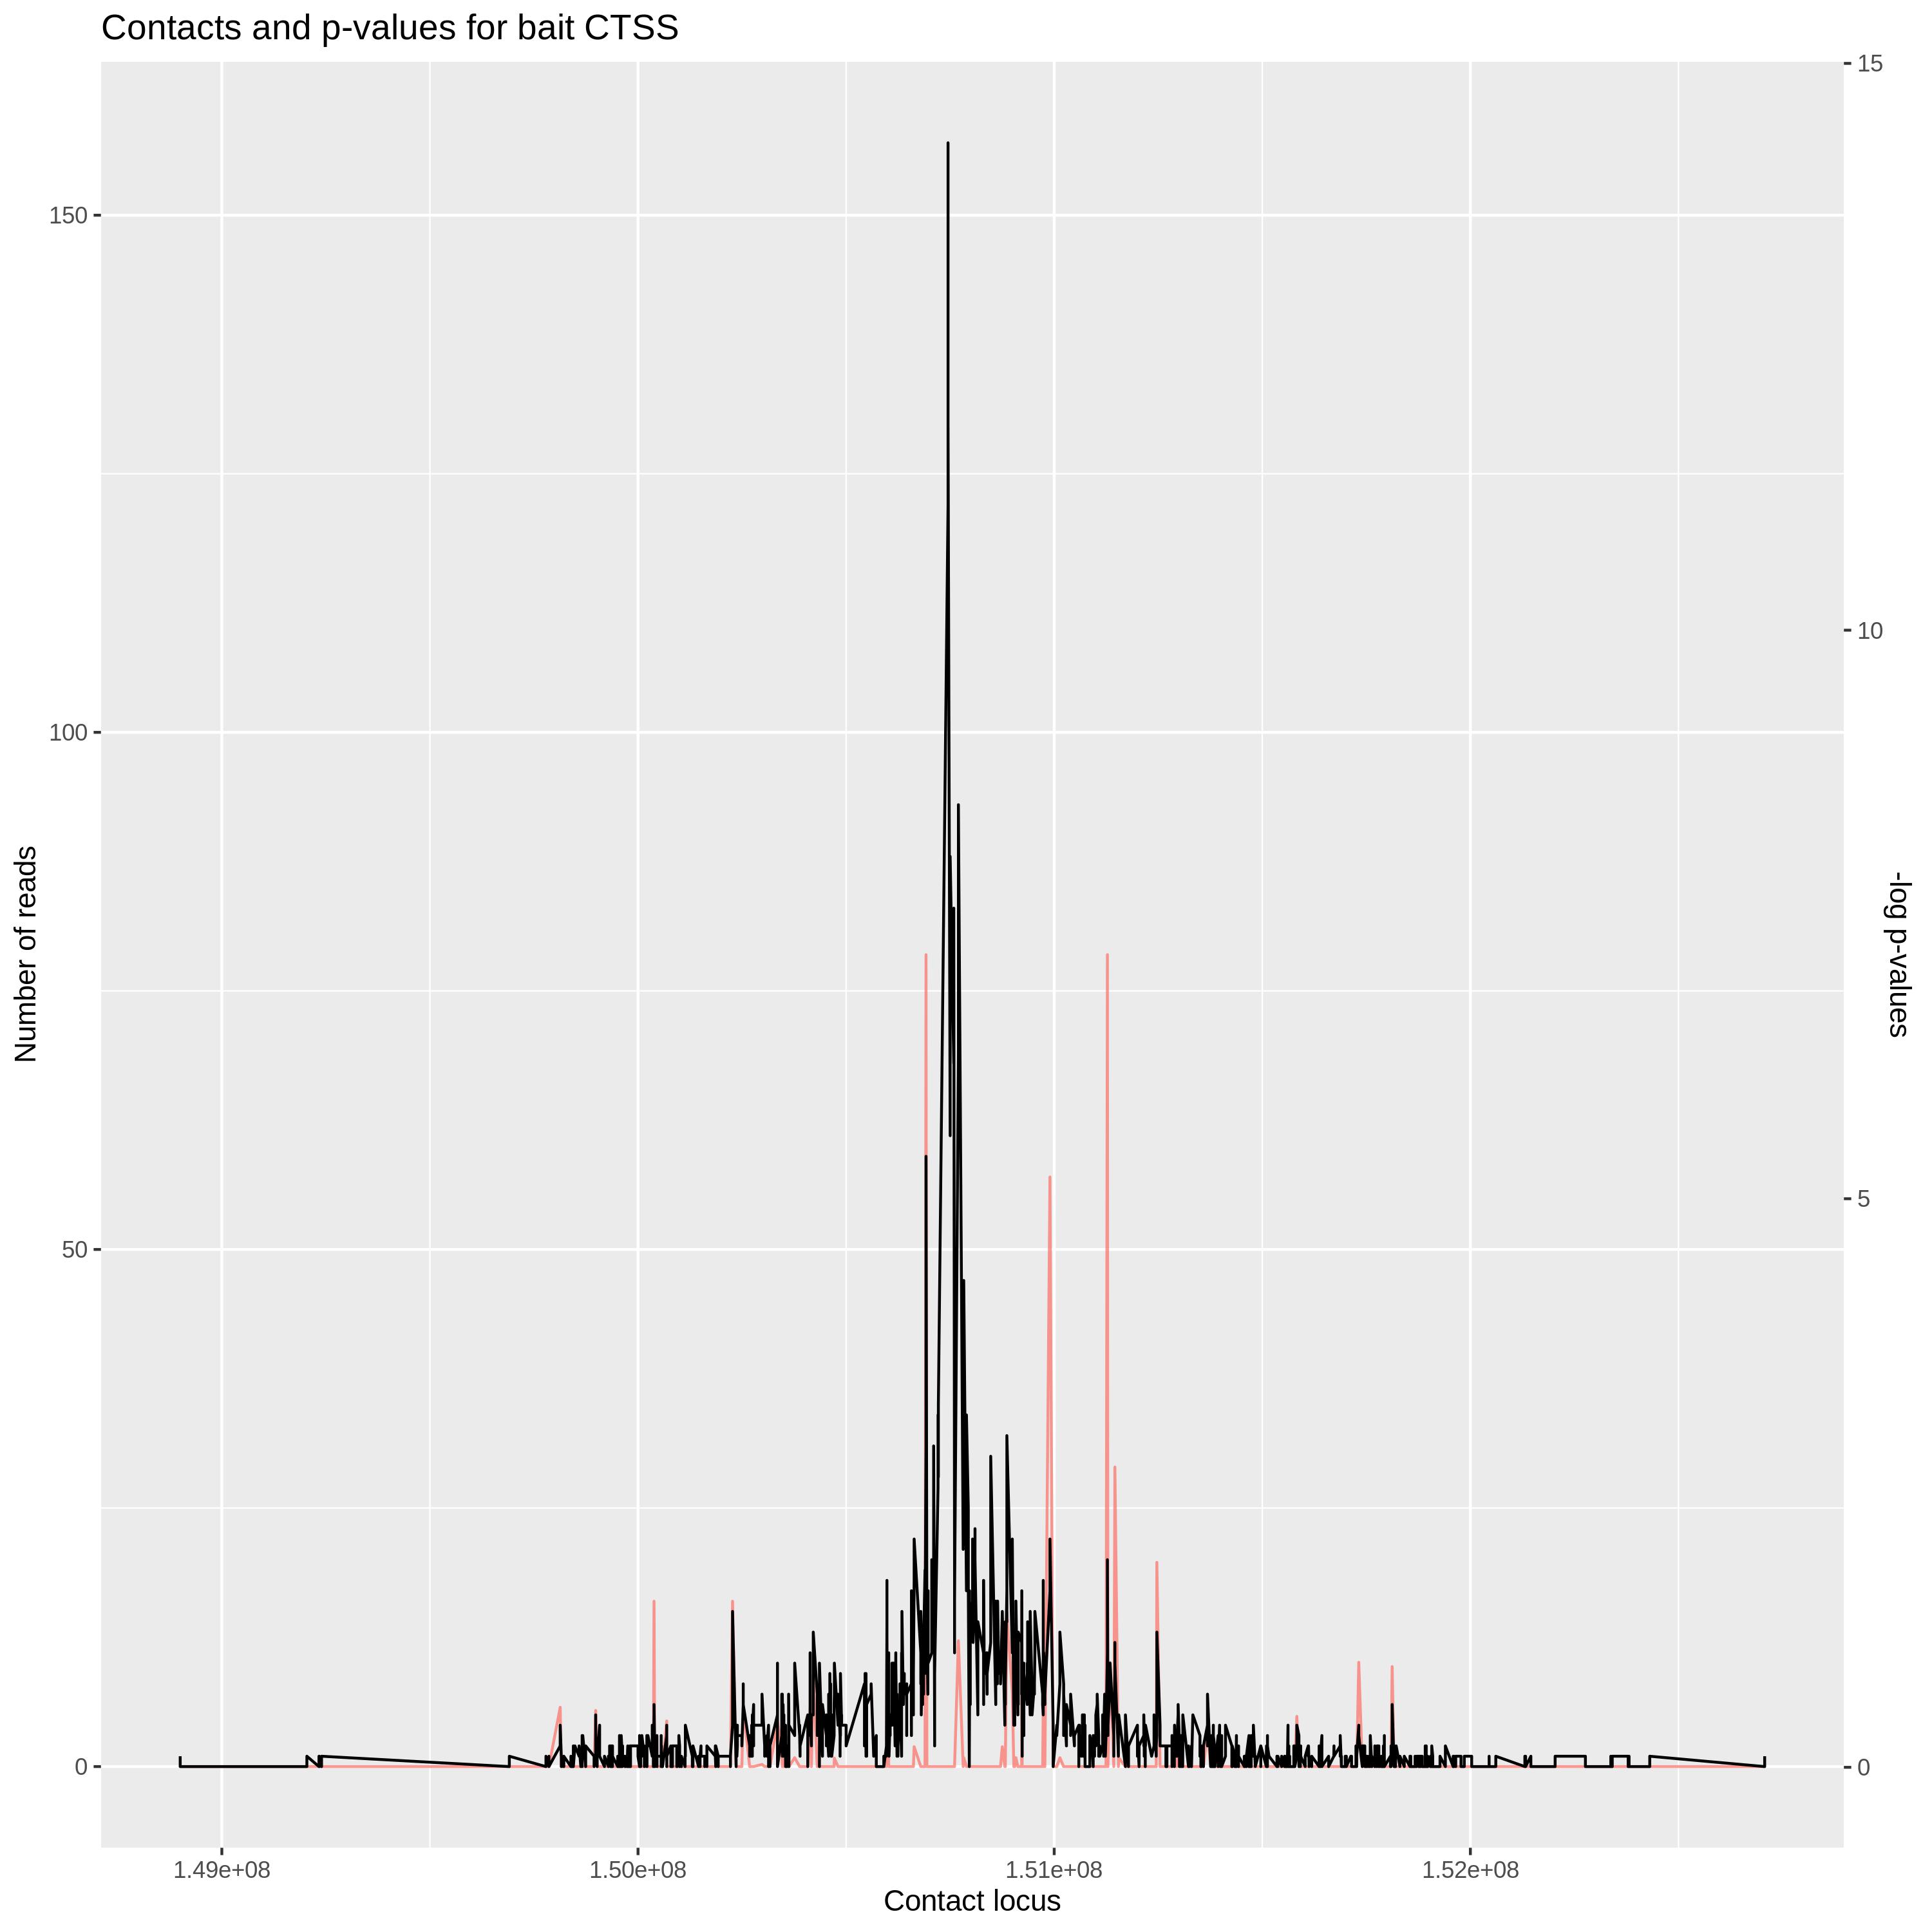 Contacts and p-values for bait CTSS
15
150
10
100
Number of reads
-log p-values
5
50
0
0
1.49e+08
1.50e+08
1.51e+08
1.52e+08
Contact locus